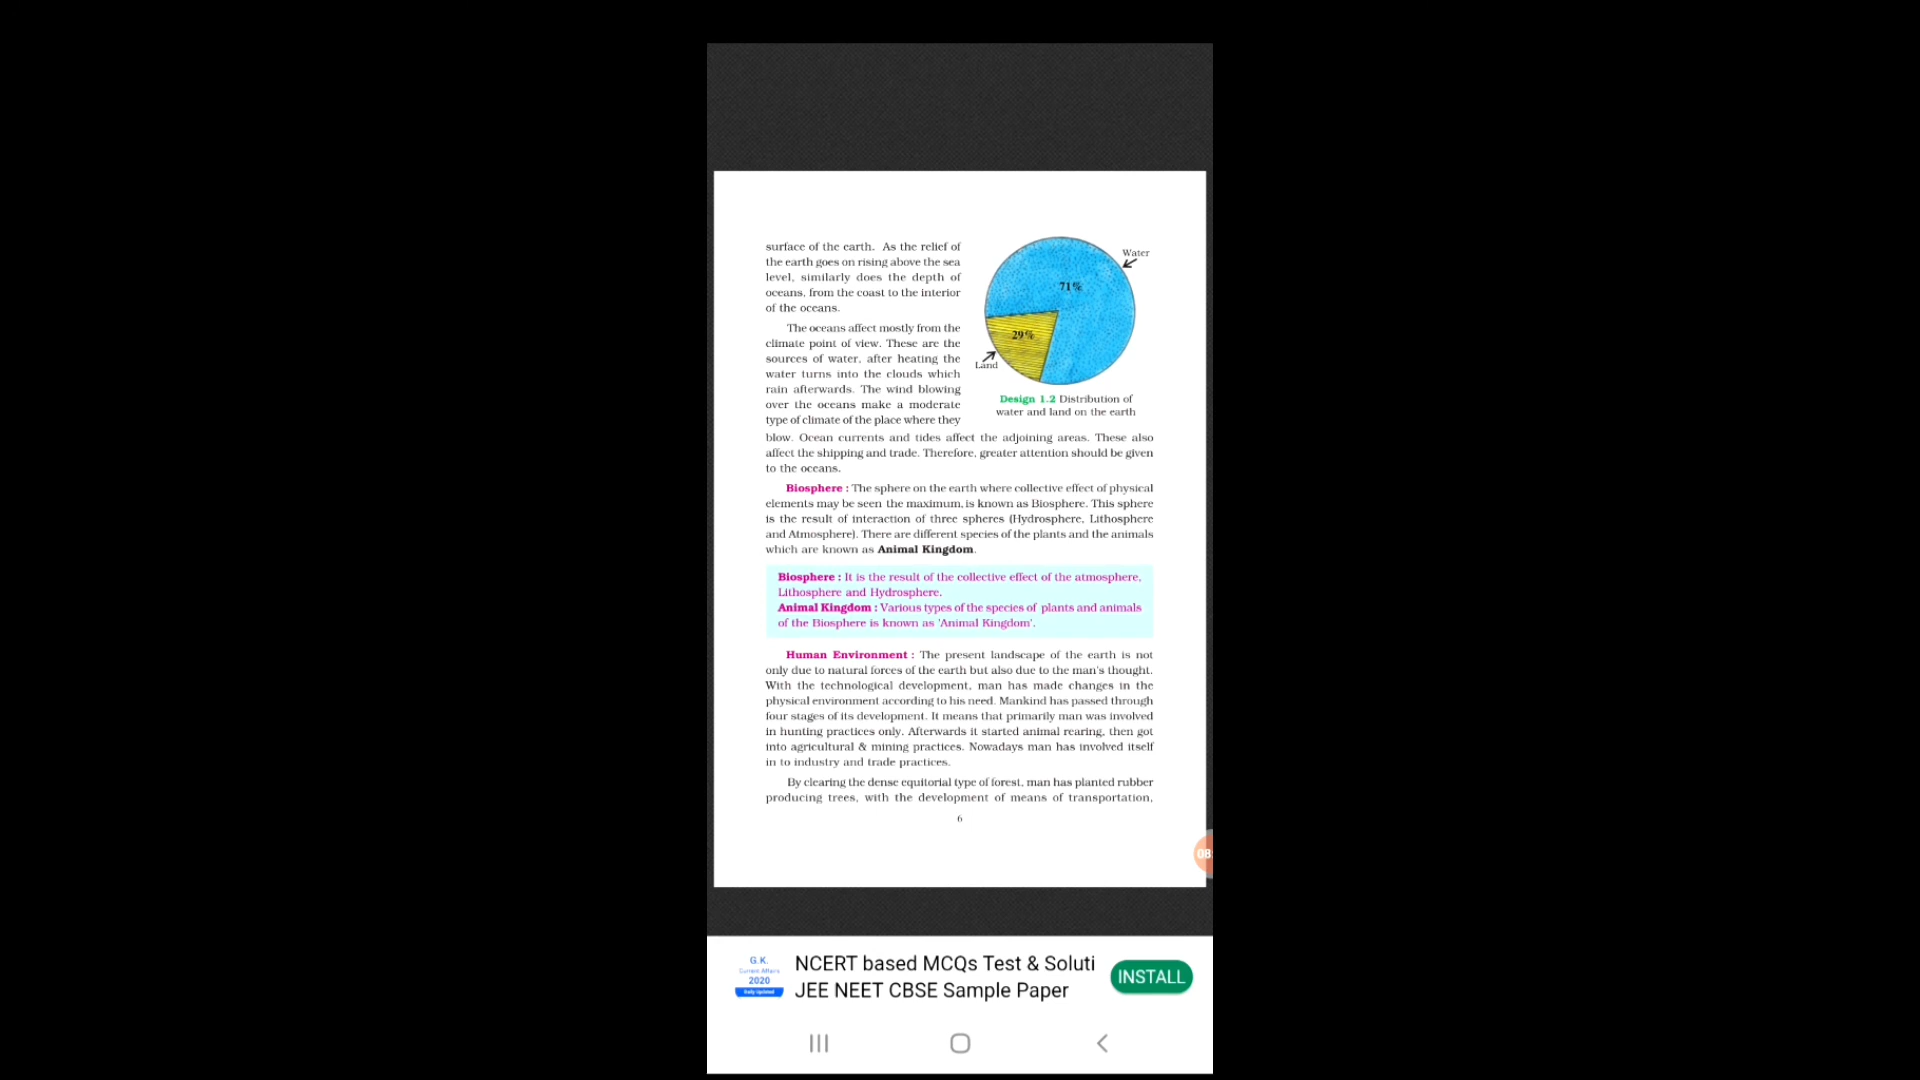 surface of the earth. As the relief of
the earth goes on rising above the sea
level, similarly does the depth of
oceans, from the coast to the interior
of the oceans.
The oceans affect mostly from the
climate point of view. These are the
sources of water, after heating the
water turns into the clouds which
rain afterwards. The wind blowing
over the oceans make a moderate
type of climate of the place where they
Water
71%
29%
Land
Design 1.2 Distribution of
water and land on the earth
blow. Ocean currents and tides affect the adjoining areas. These also
affect the shipping and trade. Therefore, greater attention should be given
to the oceans.
Biosphere : The sphere on the earth where collective effect of physical
elements may be seen the maximum, is known as Biosphere. This sphere
is the result of interaction of three spheres (Hydrosphere, Lithosphere
and Atmosphere). There are different species of the plants and the animals
which are known as Animal Kingdom.
Biosphere : It is the result of the collective effect of the atmosphere,
Lithosphere and Hydrosphere.
Animal Kingdom : Various types of the species of plants and animals
of the Biosphere is known as 'Animal Kingdom'.
Human Environment : The present landscape of the earth is not
only due to natural forces of the earth but also due to the man's thought.
With the technological development, man has made changes in the
physical environment according to his need. Mankind has passed through
four stages of its development. It means that primarily man was involved
in hunting practices only. Afterwards it started animal rearing, then got
into agricultural & mining practices. Nowadays man has involved itself
in to industry and trade practices.
By clearing the dense equitorial type of forest, man has planted rubber
producing trees, with the development of means of transportation,
6
08
G.K.
Current Affairs
2020
Daily Updated
NCERT based MCQs Test & Soluti
JEE NEET CBSE Sample Paper
INSTALL